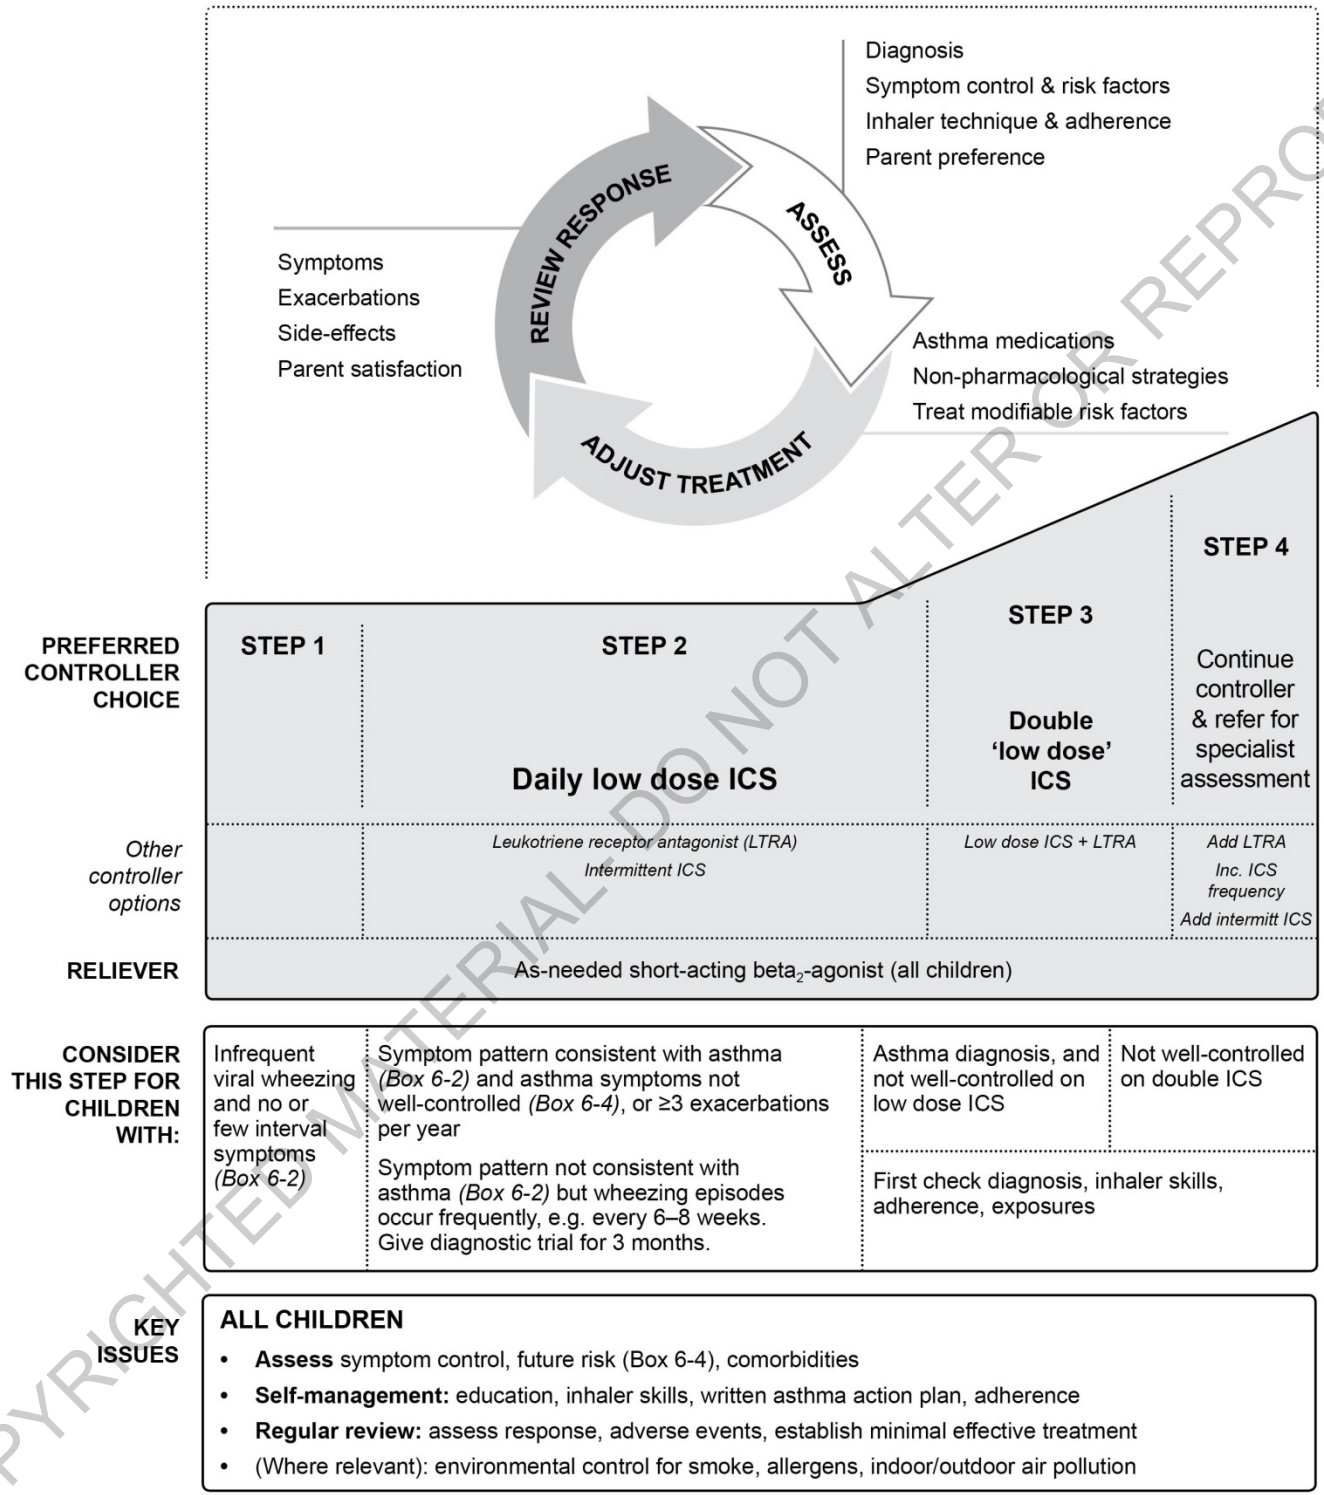 Diagnosis
Symptom control & risk factors
Inhaler technique & adherence
Parent preference
REVIEW RESPONSE
ASSESS
ADJUST TREATMENT
Symptoms
Exacerbations
Side-effects
Parent satisfaction
Asthma medications
Non-pharmacological strategies
Treat modifiable risk factors
PREFERRED
CONTROLLER
CHOICE
STEP 1
STEP 2
Daily low dose ICS
STEP 3
Double
‘low dose’
ICS
STEP 4
Continue
controller
& refer for
specialist
assessment
Other
controller
options
Leukotriene receptor antagonist (LTRA)
Intermittent ICS
Low dose ICS + LTRA
Add LTRA
Inc. ICS
frequency
Add intermitt ICS
RELIEVER
As-needed short-acting beta₂-agonist (all children)
CONSIDER
THIS STEP FOR
CHILDREN
WITH:
Infrequent
viral wheezing
and no or
few interval
symptoms
(Box 6-2)
Symptom pattern consistent with asthma
(Box 6-2) and asthma symptoms not
well-controlled (Box 6-4), or ≥3 exacerbations
per year
Symptom pattern not consistent with
asthma (Box 6-2) but wheezing episodes
occur frequently, e.g. every 6–8 weeks.
Give diagnostic trial for 3 months.
Asthma diagnosis, and
not well-controlled on
low dose ICS
Not well-controlled
on double ICS
First check diagnosis, inhaler skills,
adherence, exposures
KEY
ISSUES
ALL CHILDREN
• Assess symptom control, future risk (Box 6-4), comorbidities
• Self-management: education, inhaler skills, written asthma action plan, adherence
• Regular review: assess response, adverse events, establish minimal effective treatment
• (Where relevant): environmental control for smoke, allergens, indoor/outdoor air pollution
PYRIGHTED MATERIAL - DO NOT ALTER OR REPRO